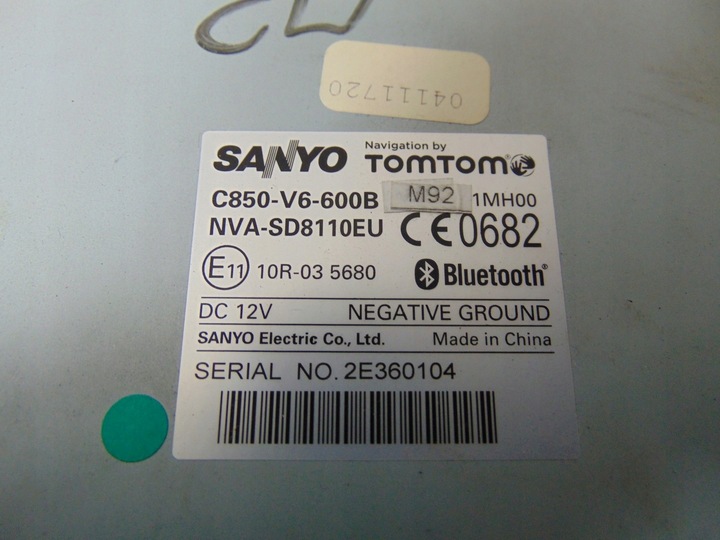 04111720
SANYO Navigation by TOMTOM
C850-V6-600B M92 1MH00
NVA-SD8110EU CE0682
E11 10R-03 5680 Bluetooth®
DC 12V NEGATIVE GROUND
SANYO Electric Co., Ltd. Made in China
SERIAL NO. 2E360104